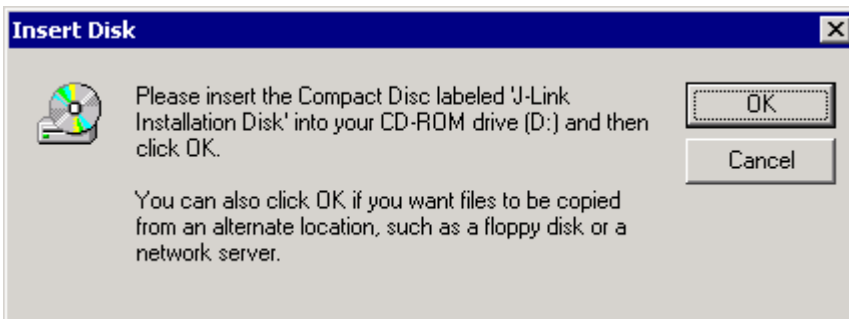 Insert Disk
Please insert the Compact Disc labeled 'J-Link
Installation Disk' into your CD-ROM drive (D:) and then
click OK.
You can also click OK if you want files to be copied
from an alternate location, such as a floppy disk or a
network server.
OK
Cancel